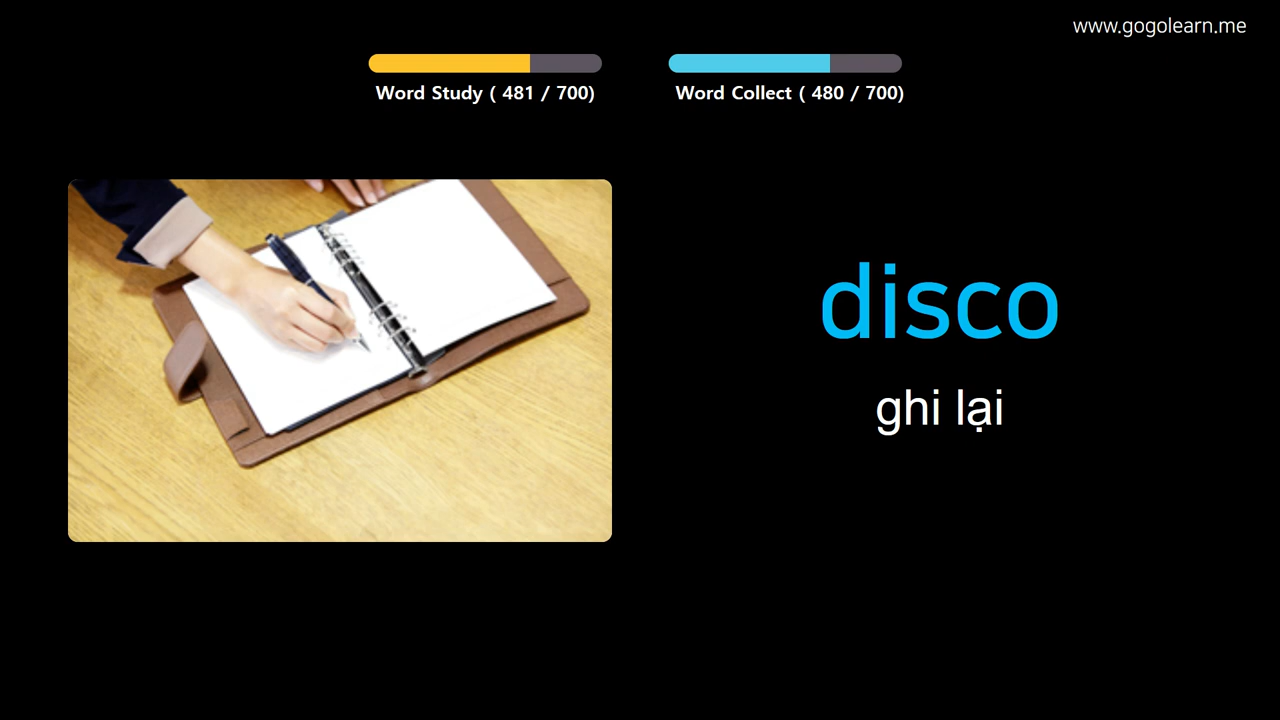 www.gogolearn.me
Word Study ( 481 / 700)
Word Collect ( 480 / 700)
disco
ghi lại